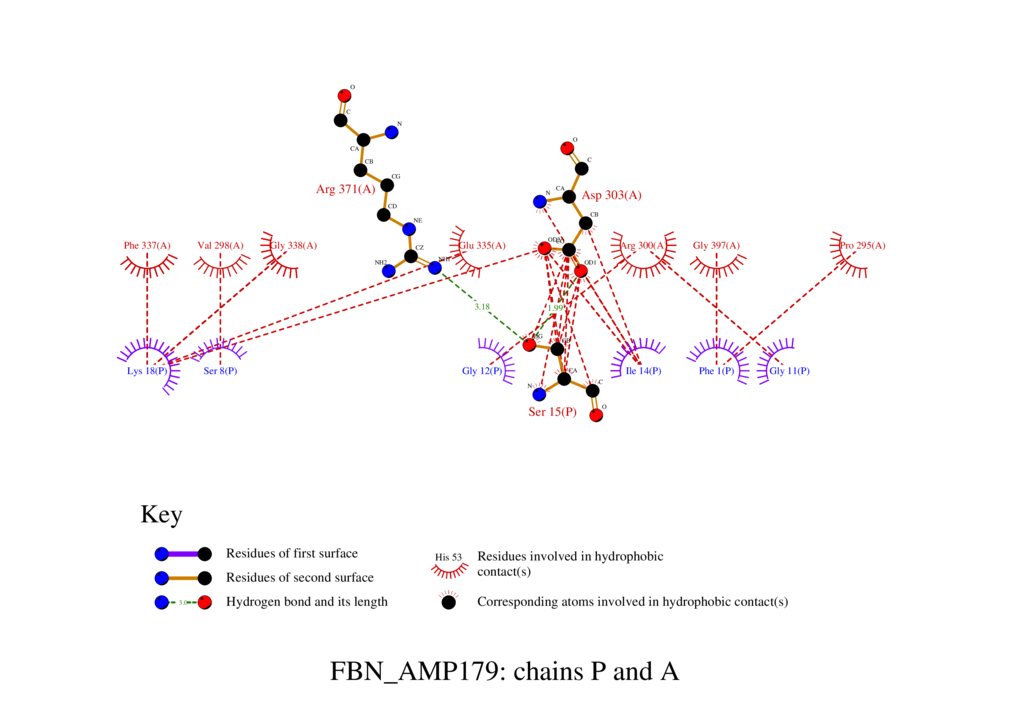 O
C
N
CA
CB
CG
Arg 371(A)
CD
NE
CZ
NH2
O
C
CA
Asp 303(A)
N
CB
OD1
Phe 337(A) Val 298(A) Gly 338(A) Glu 335(A) Arg 300(A) Gly 397(A) Pro 295(A)
3.18
1.99
Lys 18(P) Ser 8(P) Gly 12(P) Ile 14(P) Phe 1(P) Gly 11(P)
CA
C
N
O
Ser 15(P)
Key
Residues of first surface
Residues of second surface
3.0
Hydrogen bond and its length
His 53
Residues involved in hydrophobic
contact(s)
Corresponding atoms involved in hydrophobic contact(s)
FBN_AMP179: chains P and A